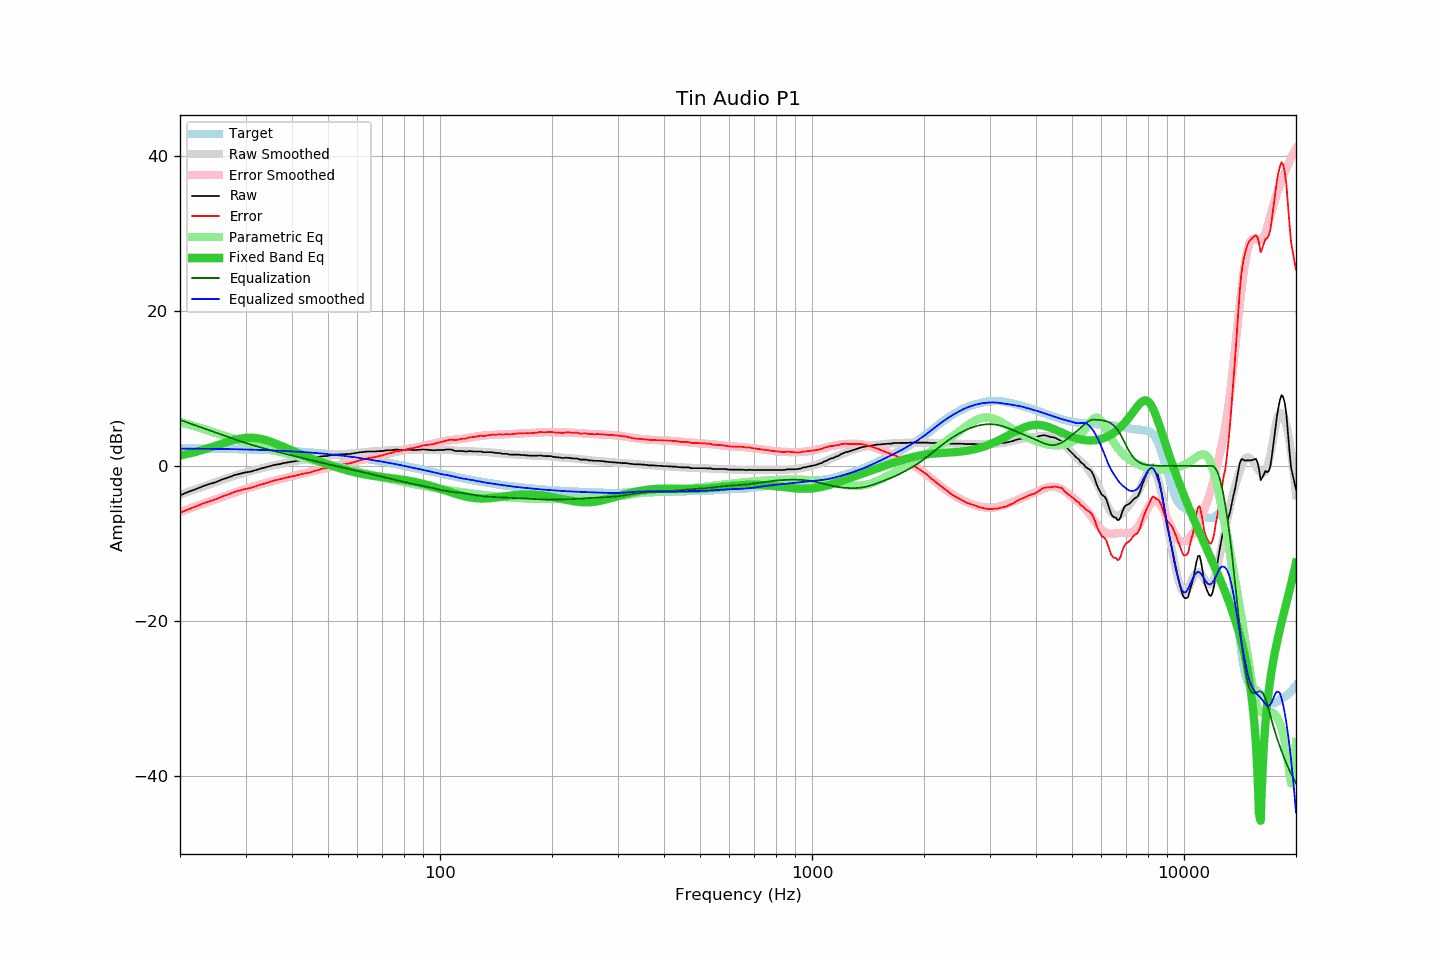 Tin Audio P1
Target
Raw Smoothed
Error Smoothed
Raw
Error
Parametric Eq
Fixed Band Eq
Equalization
Equalized smoothed
Amplitude (dBr)
40
20
0
−20
−40
100
1000
10000
Frequency (Hz)